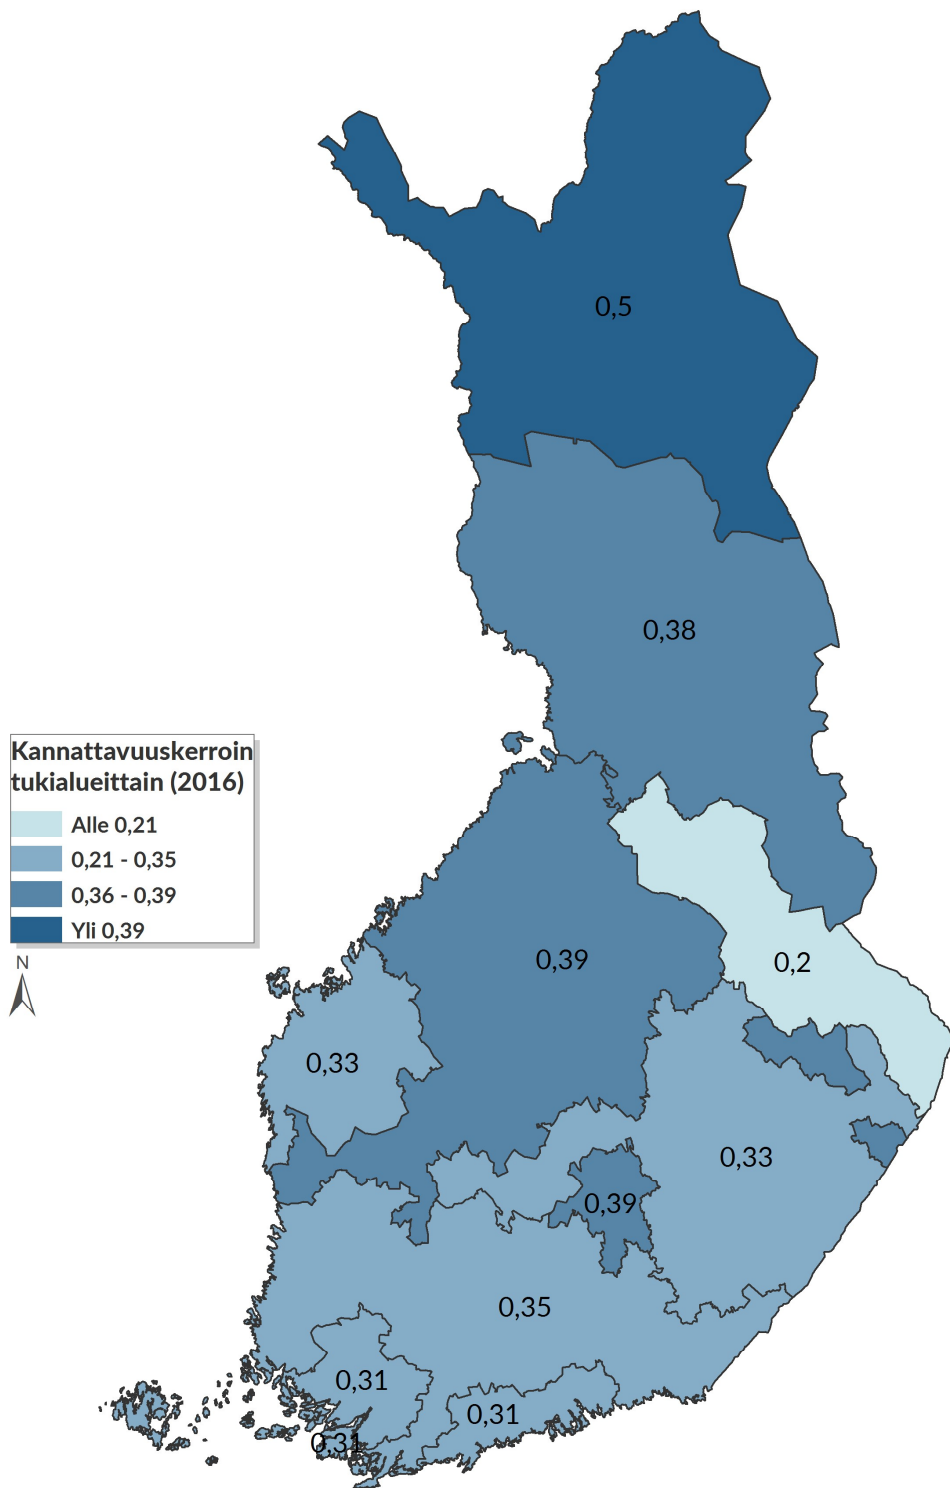 0,5
0,38
Kannattavuuskerroin
tukialueittain (2016)
Alle 0,21
0,21 - 0,35
0,36 - 0,39
Yli 0,39
N
0,39
0,2
0,33
0,33
0,39
0,35
0,31
0,31
0,31